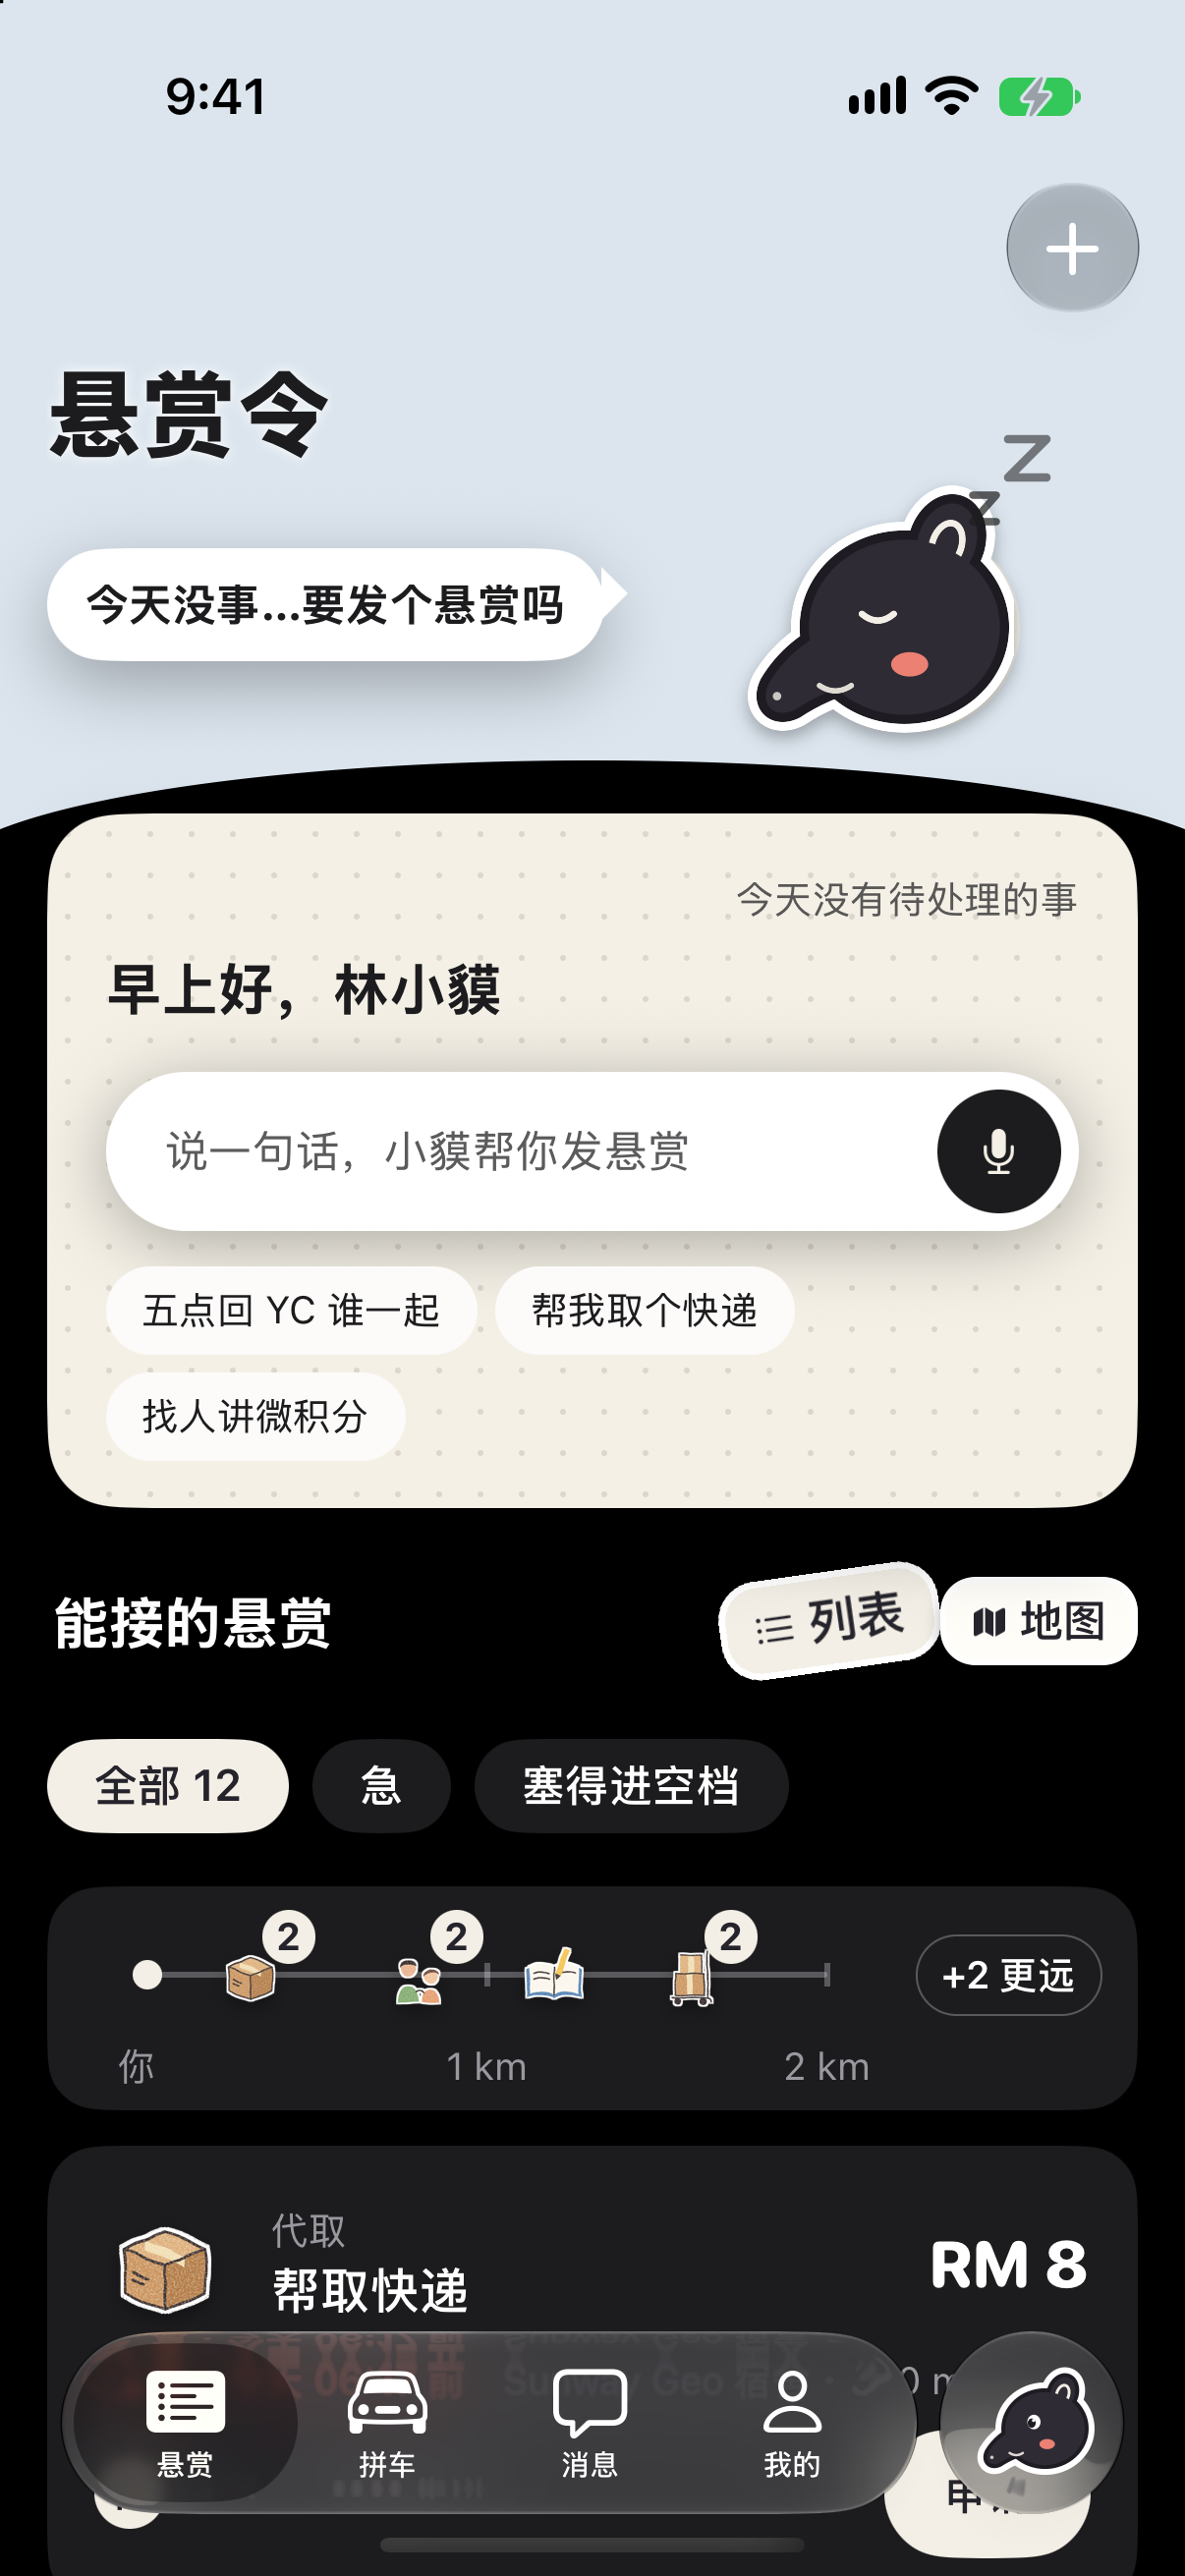 9:41
悬赏令
Z
Z
今天没事...要发个悬赏吗
今天没有待处理的事
早上好，林小貘
说一句话，小貘帮你发悬赏
五点回 YC 谁一起
帮我取个快递
找人讲微积分
能接的悬赏
列表
地图
全部 12
急
塞得进空档
2
2
2
+2 更远
你
1 km
2 km
代取
帮取快递
RM 8
悬赏
拼车
消息
我的